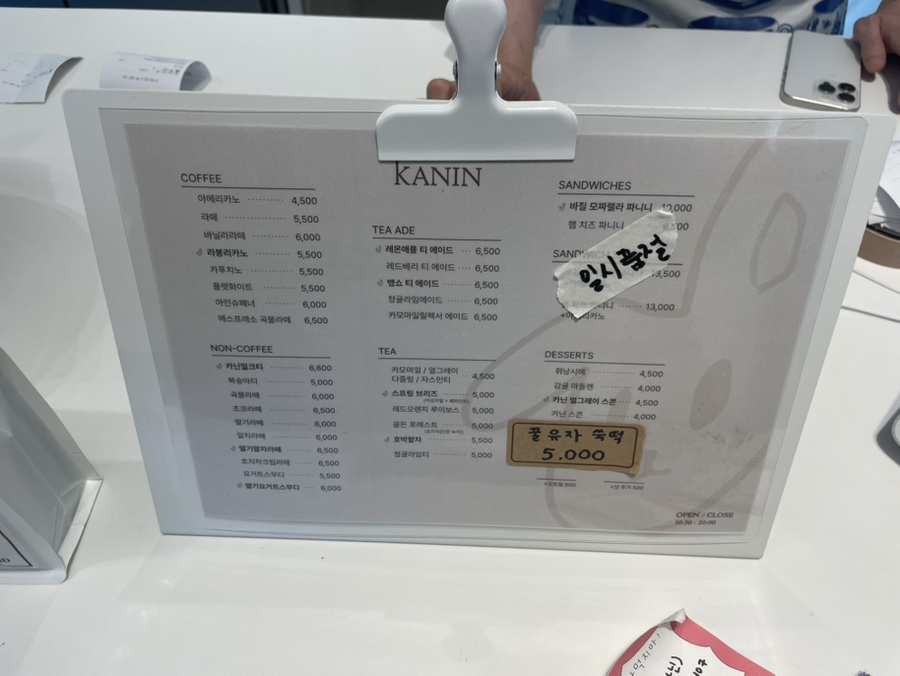 KANIN
COFFEE
아메리카노 4,500
라떼 5,500
바닐라라떼 6,000
라봉리카노 5,500
카푸치노 5,500
플랫화이트 5,500
아인슈페너 6,000
에스프레소 곡물라떼 6,500
NON-COFFEE
카닌밀크티 6,800
복숭아티 5,000
곡물라떼 6,000
초코라떼 6,500
딸기라떼 6,000
말차라떼 6,000
딸기말차라떼 6,500
호지차크림라떼 6,500
요거트스무디 5,500
딸기요거트스무디 6,000
TEA ADE
레몬애플 티 에이드 6,500
레드베리 티 에이드 6,500
뱅쇼 티 에이드 6,500
청귤라임에이드 6,500
카모마일릴렉서 에이드 6,500
TEA
카모마일 / 얼그레이
다즐링 / 쟈스민티 4,500
스프링 브리즈 5,000
레드오렌지 루이보스 5,000
골든 포레스트 5,000
호박팥차 5,500
청귤라임티 5,000
SANDWICHES
바질 모짜렐라 파니니 10,000
햄 치즈 파니니
일시품절
13,000
DESSERTS
휘낭시에 4,500
감귤 마들렌 4,000
카닌 얼그레이 스콘 4,500
카닌 스콘 4,000
꿀유자 쑥떡
5.000
+샷 추가 500
OPEN / CLOSE
10:30 - 20:00
107